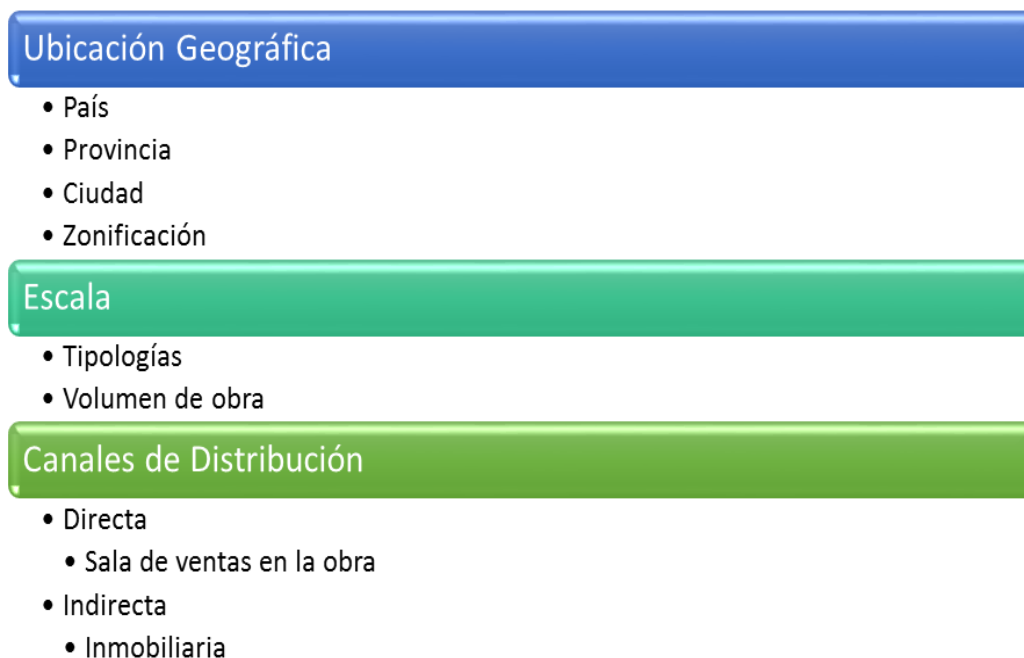 Ubicación Geográfica
• País
• Provincia
• Ciudad
• Zonificación
Escala
• Tipologías
• Volumen de obra
Canales de Distribución
• Directa
• Sala de ventas en la obra
• Indirecta
• Inmobiliaria